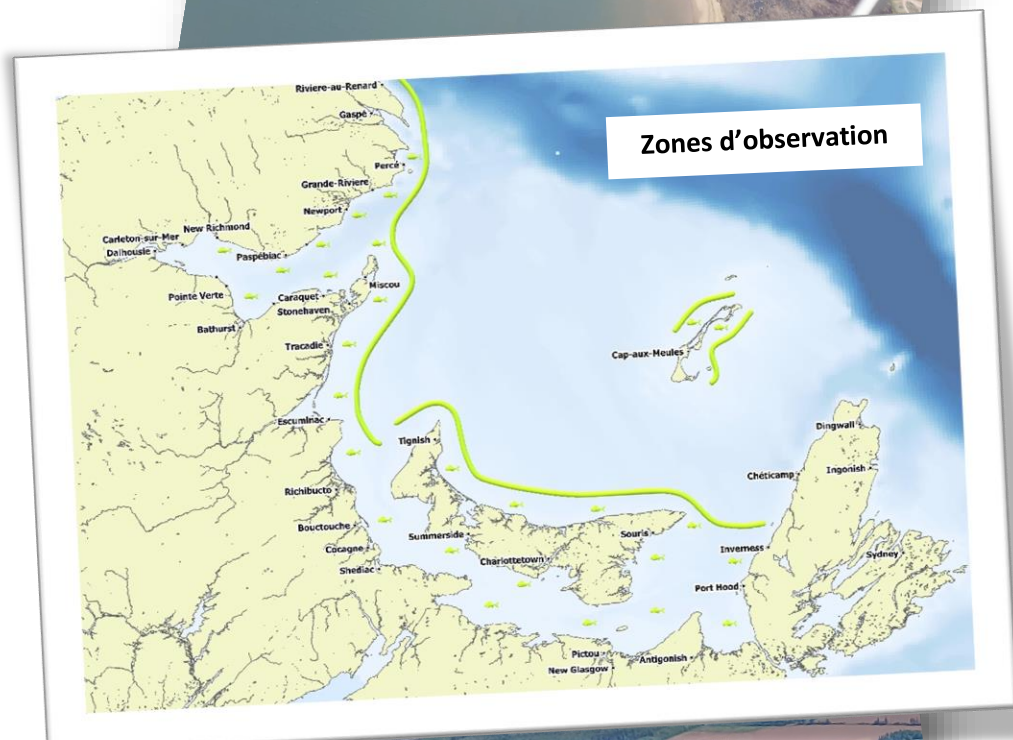 Zones d'observation
Riviere-au-Renard
Gaspé
Percé
Grande-Riviere
Newport
New Richmond
Carleton-sur-Mer
Dalhousie
Paspébiac
Miscou
Pointe Verte
Caraquet
Stonehaven
Bathurst
Tracadie
Cap-aux-Meules
Escuminac
Tignish
Dingwall
Chéticamp
Ingonish
Richibucto
Bouctouche
Summerside
Souris
Cocagne
Inverness
Sydney
Charlottetown
Shediac
Port Hood
Pictou
Antigonish
New Glasgow